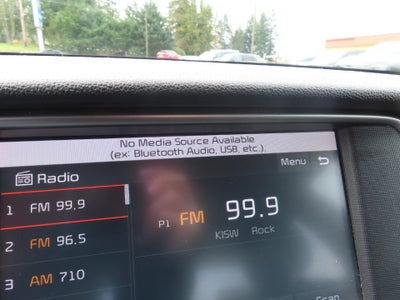 No Media Source Available
(ex: Bluetooth Audio, USB, etc.).
Radio
Menu
1 FM 99.9
P1 FM 99.9
KISW Rock
2 FM 96.5
3 AM 710
Scan